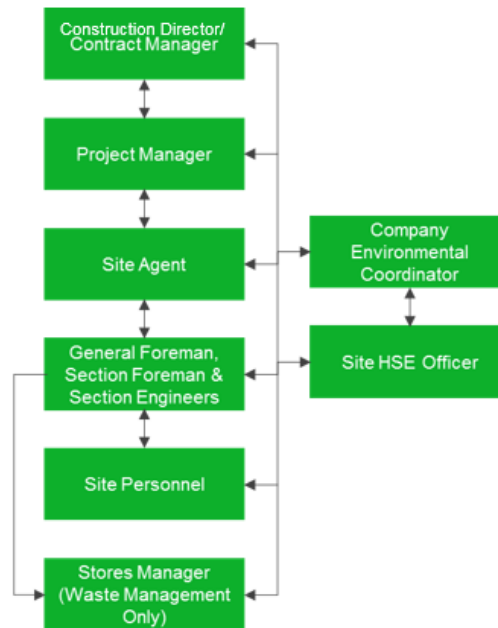 Construction Director/
Contract Manager
Project Manager
Site Agent
Company
Environmental
Coordinator
General Foreman,
Section Foreman &
Section Engineers
Site HSE Officer
Site Personnel
Stores Manager
(Waste Management
Only)